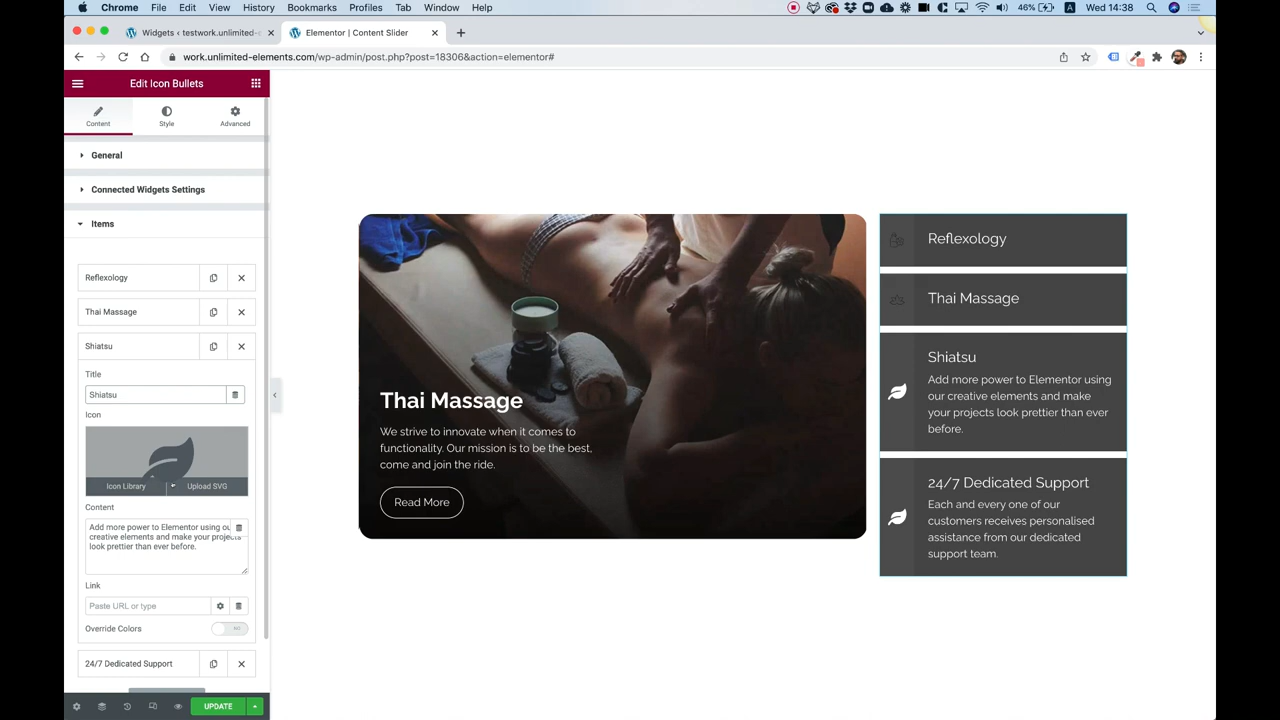 Chrome File Edit View History Bookmarks Profiles Tab Window Help 46% Wed 14:38
Widgets ‹ testwork.unlimited-e
Elementor | Content Slider
work.unlimited-elements.com/wp-admin/post.php?post=18306&action=elementor#
Edit Icon Bullets
Content Style Advanced
General
Connected Widgets Settings
Items
Reflexology
Thai Massage
Shiatsu
Title
Shiatsu
Icon
Icon Library Upload SVG
Content
Add more power to Elementor using ou
creative elements and make your projects
look prettier than ever before.
Link
Paste URL or type
Override Colors NO
24/7 Dedicated Support
UPDATE
Thai Massage
We strive to innovate when it comes to
functionality. Our mission is to be the best,
come and join the ride.
Read More
Reflexology
Thai Massage
Shiatsu
Add more power to Elementor using
our creative elements and make
your projects look prettier than ever
before.
24/7 Dedicated Support
Each and every one of our
customers receives personalised
assistance from our dedicated
support team.